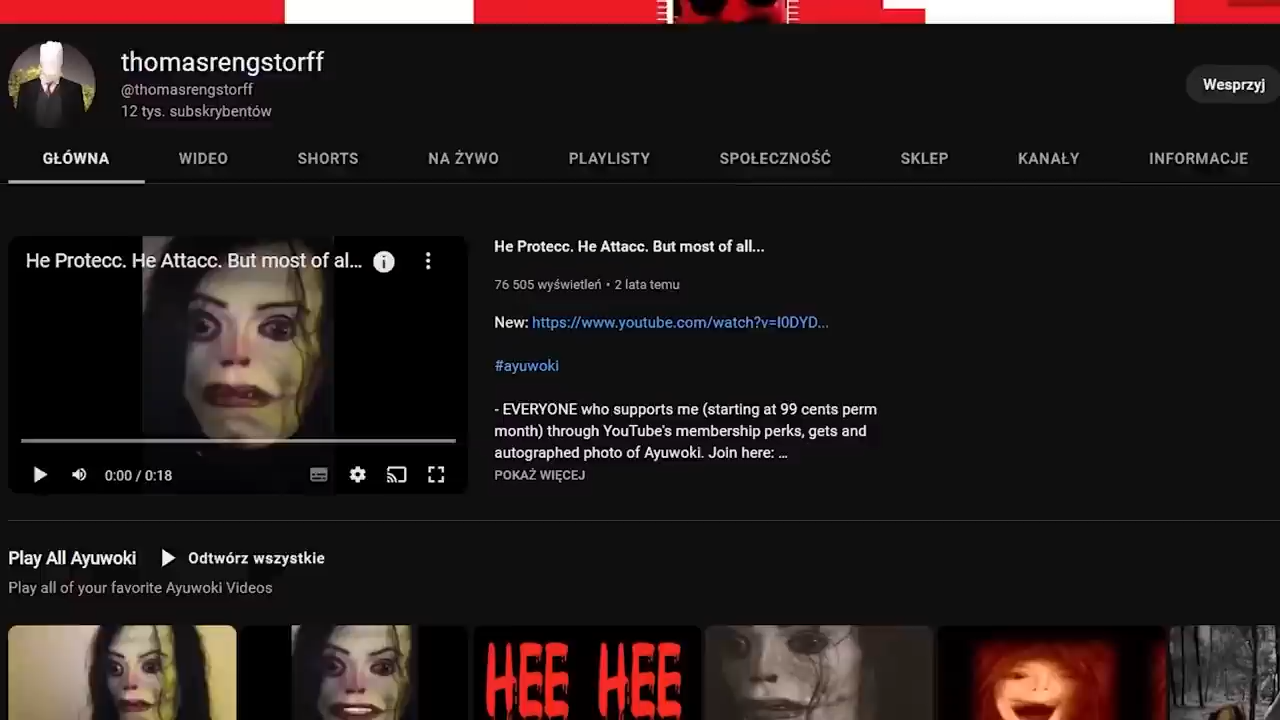 thomasrengstorff
@thomasrengstorff
12 tys. subskrybentów
Wesprzyj
GŁÓWNA WIDEO SHORTS NA ŻYWO PLAYLISTY SPOŁECZNOŚĆ SKLEP KANAŁY INFORMACJE
He Protecc. He Attacc. But most of al...
0:00 / 0:18
He Protecc. He Attacc. But most of all...
76 505 wyświetleń • 2 lata temu
New: https://www.youtube.com/watch?v=I0DYD...
#ayuwoki
- EVERYONE who supports me (starting at 99 cents perm
month) through YouTube's membership perks, gets and
autographed photo of Ayuwoki. Join here: ...
POKAŻ WIĘCEJ
Play All Ayuwoki Odtwórz wszystkie
Play all of your favorite Ayuwoki Videos
HEE HEE